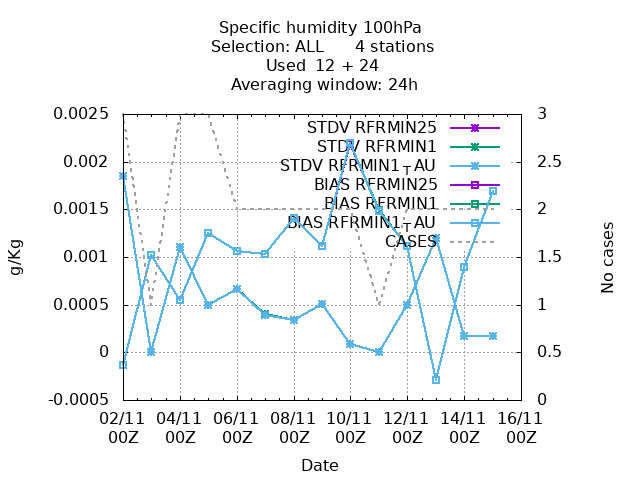 Specific humidity 100hPa
Selection: ALL      4 stations
Used  12 + 24
Averaging window: 24h
0.0025
0.002
0.0015
0.001
0.0005
0
-0.0005
g/Kg
STDV RFRMIN25
STDV RFRMIN1
STDV RFRMIN1┬AU
BIAS RFRMIN25
BIAS RFRMIN1
BIAS RFRMIN1┬AU
CASES
3
2.5
2
1.5
1
0.5
0
No cases
02/11 04/11 06/11 08/11 10/11 12/11 14/11 16/11
00Z 00Z 00Z 00Z 00Z 00Z 00Z 00Z
Date